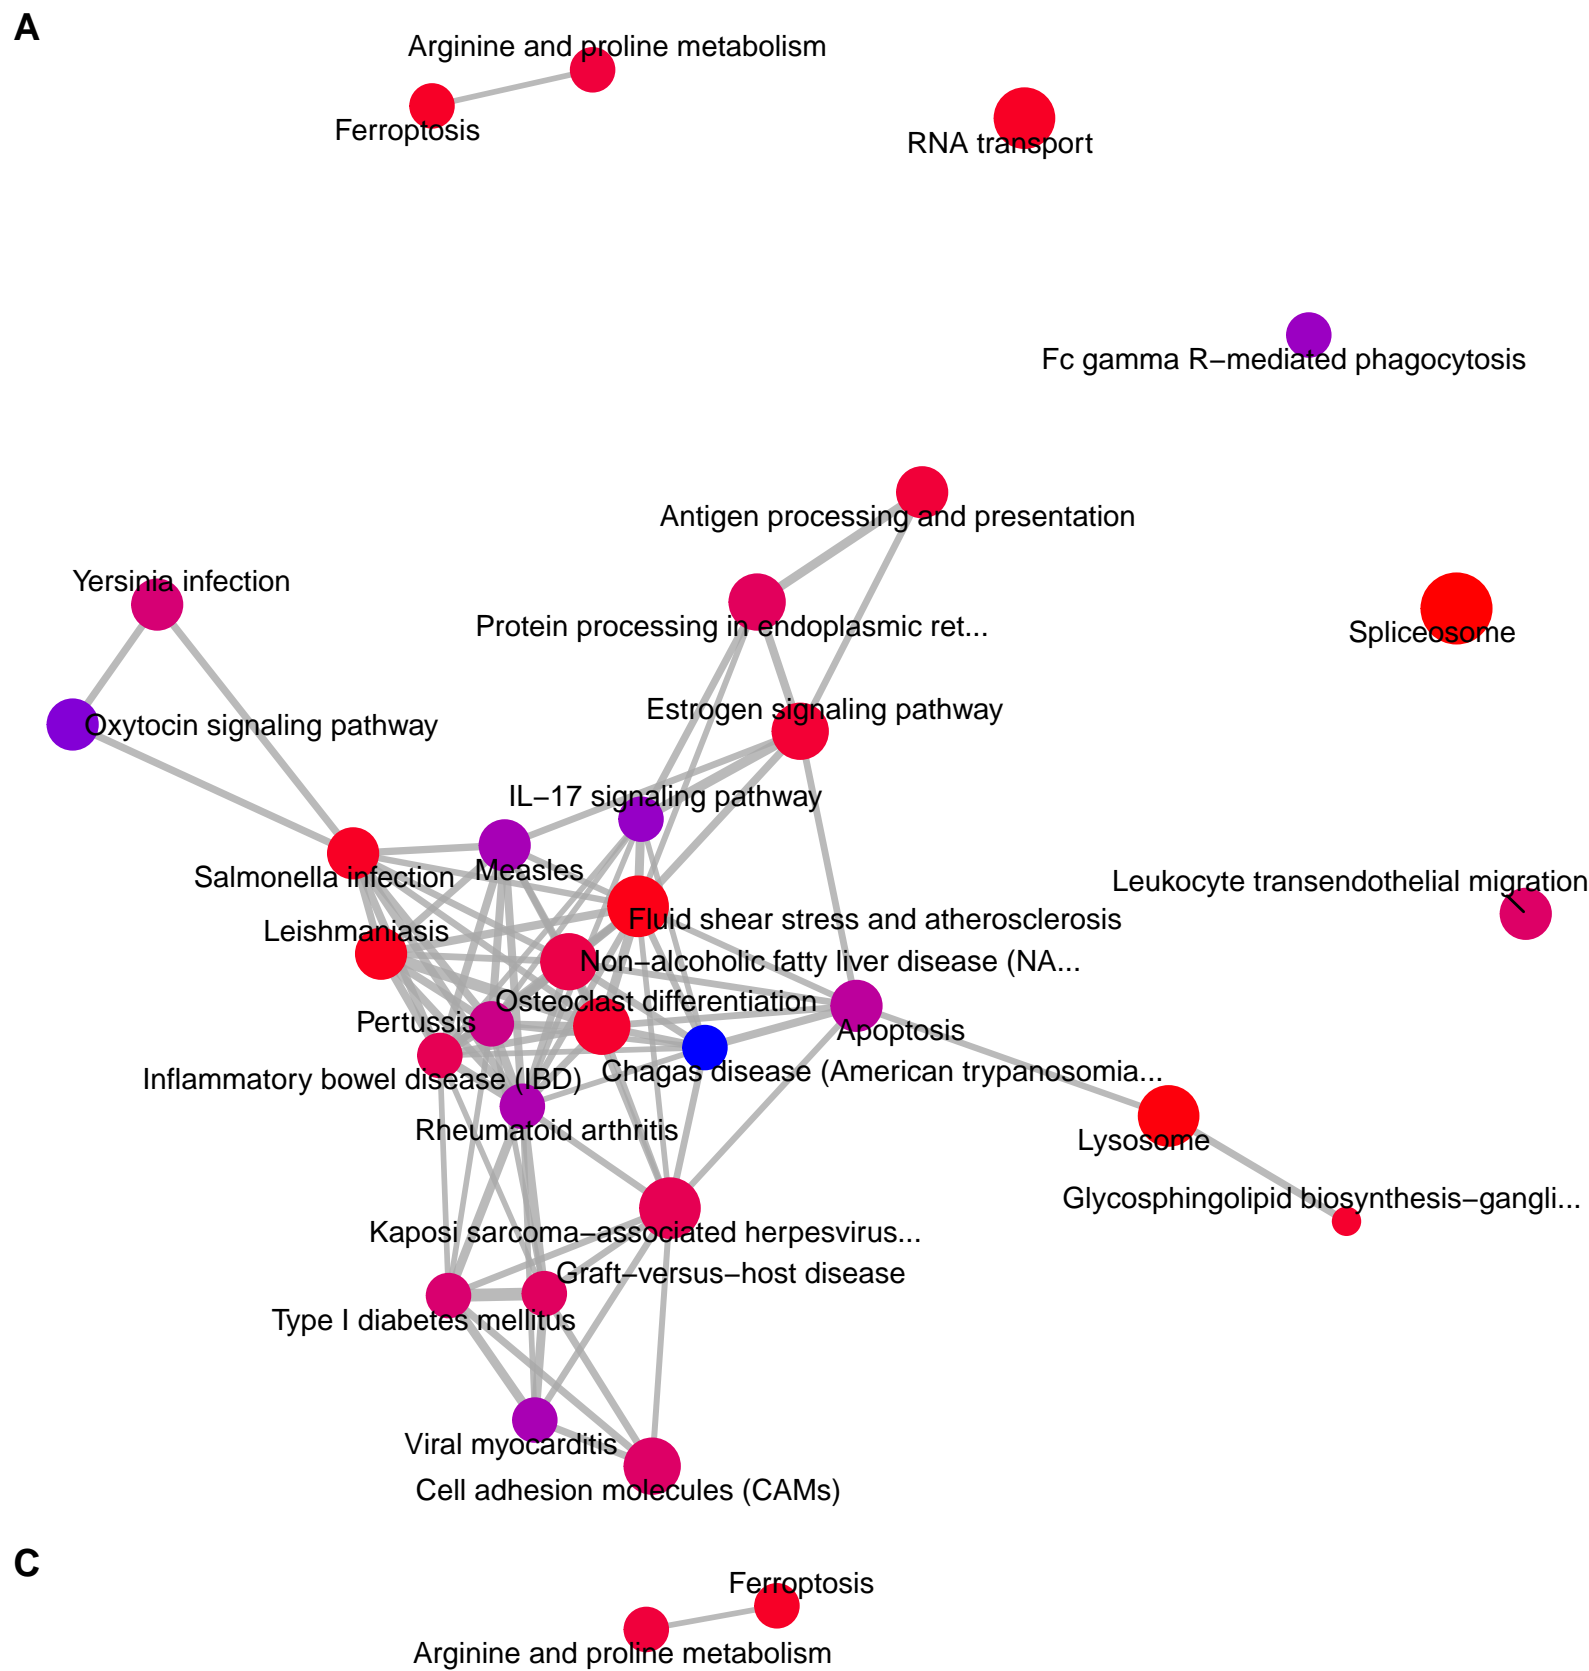 A
Arginine and proline metabolism
Ferroptosis
RNA transport
Fc gamma R−mediated phagocytosis
Antigen processing and presentation
Yersinia infection
Protein processing in endoplasmic ret...
Spliceosome
Estrogen signaling pathway
Oxytocin signaling pathway
IL−17 signaling pathway
Measles
Salmonella infection
Leukocyte transendothelial migration
Fluid shear stress and atherosclerosis
Leishmaniasis
Non−alcoholic fatty liver disease (NA...
Osteoclast differentiation
Pertussis
Apoptosis
Chagas disease (American trypanosomia...
Inflammatory bowel disease (IBD)
Rheumatoid arthritis
Lysosome
Glycosphingolipid biosynthesis−gangli...
Kaposi sarcoma−associated herpesvirus...
Graft−versus−host disease
Type I diabetes mellitus
Viral myocarditis
Cell adhesion molecules (CAMs)
C
Ferroptosis
Arginine and proline metabolism